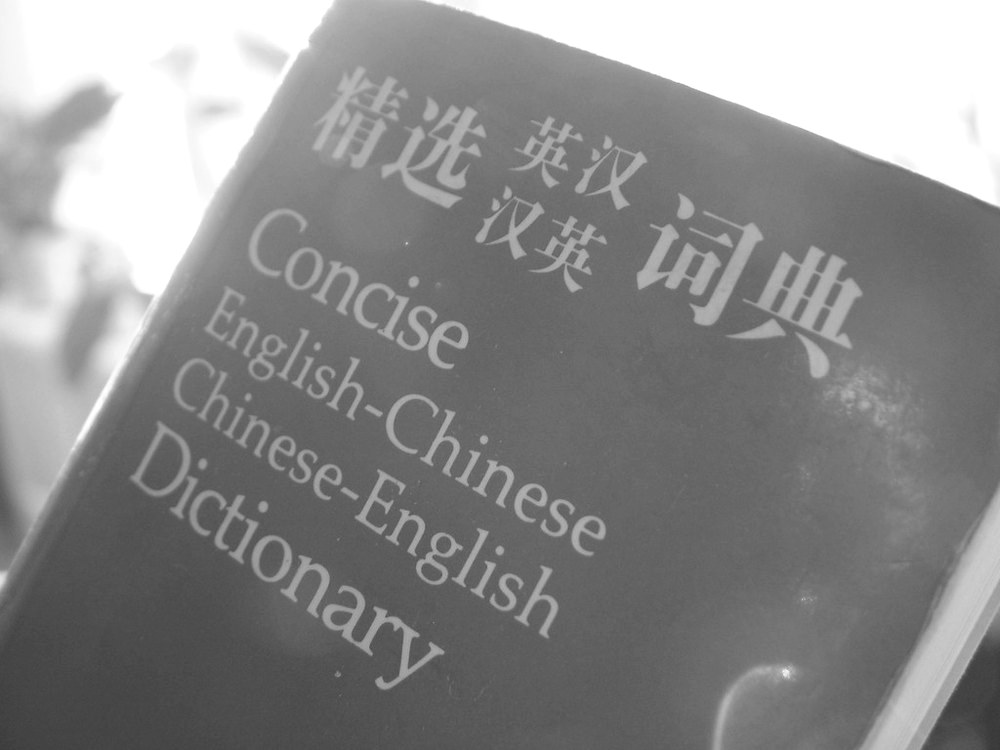 精选 英汉 词典
汉英
Concise
English-Chinese
Chinese-English
Dictionary